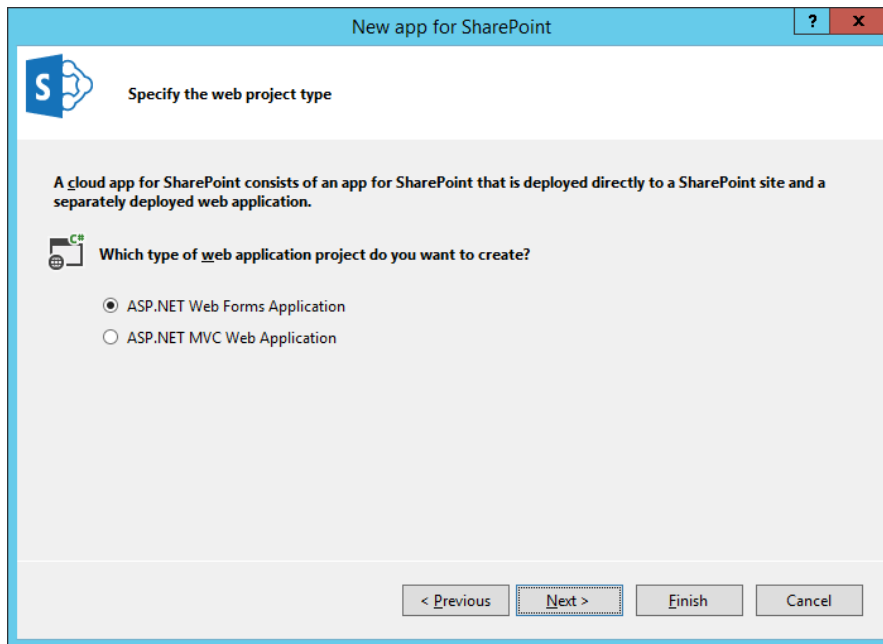 New app for SharePoint
? x
S
Specify the web project type
A cloud app for SharePoint consists of an app for SharePoint that is deployed directly to a SharePoint site and a
separately deployed web application.
C#
Which type of web application project do you want to create?
ASP.NET Web Forms Application
ASP.NET MVC Web Application
< Previous Next > Finish Cancel